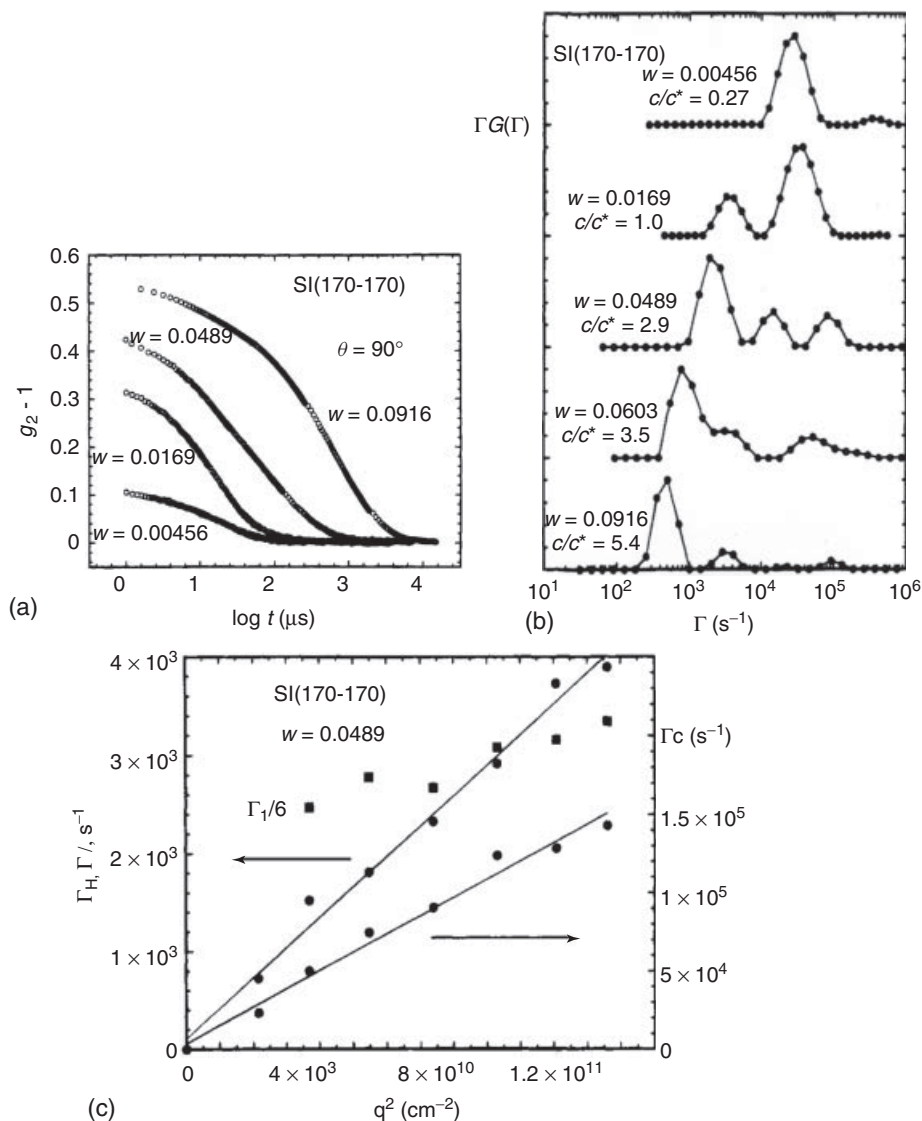 SI(170-170)
w = 0.00456
c/c* = 0.27
ΓG(Γ)
w = 0.0169
c/c* = 1.0
w = 0.0489
c/c* = 2.9
w = 0.0603
c/c* = 3.5
w = 0.0916
c/c* = 5.4
10¹ 10² 10³ 10⁴ 10⁵ 10⁶
Γ (s⁻¹)
(b)
0.6
0.5
0.4
0.3
0.2
0.1
0
g₂ - 1
SI(170-170)
w = 0.0489
θ = 90°
w = 0.0916
w = 0.0169
w = 0.00456
0 1 2 3 4
log t (μs)
(a)
4 × 10³
3 × 10³
2 × 10³
1 × 10³
0
Γ_H, Γ/, s⁻¹
SI(170-170)
w = 0.0489
Γ₁/6
Γc (s⁻¹)
1.5 × 10⁵
1 × 10⁵
5 × 10⁴
0
0 4 × 10³ 8 × 10¹⁰ 1.2 × 10¹¹
q² (cm⁻²)
(c)